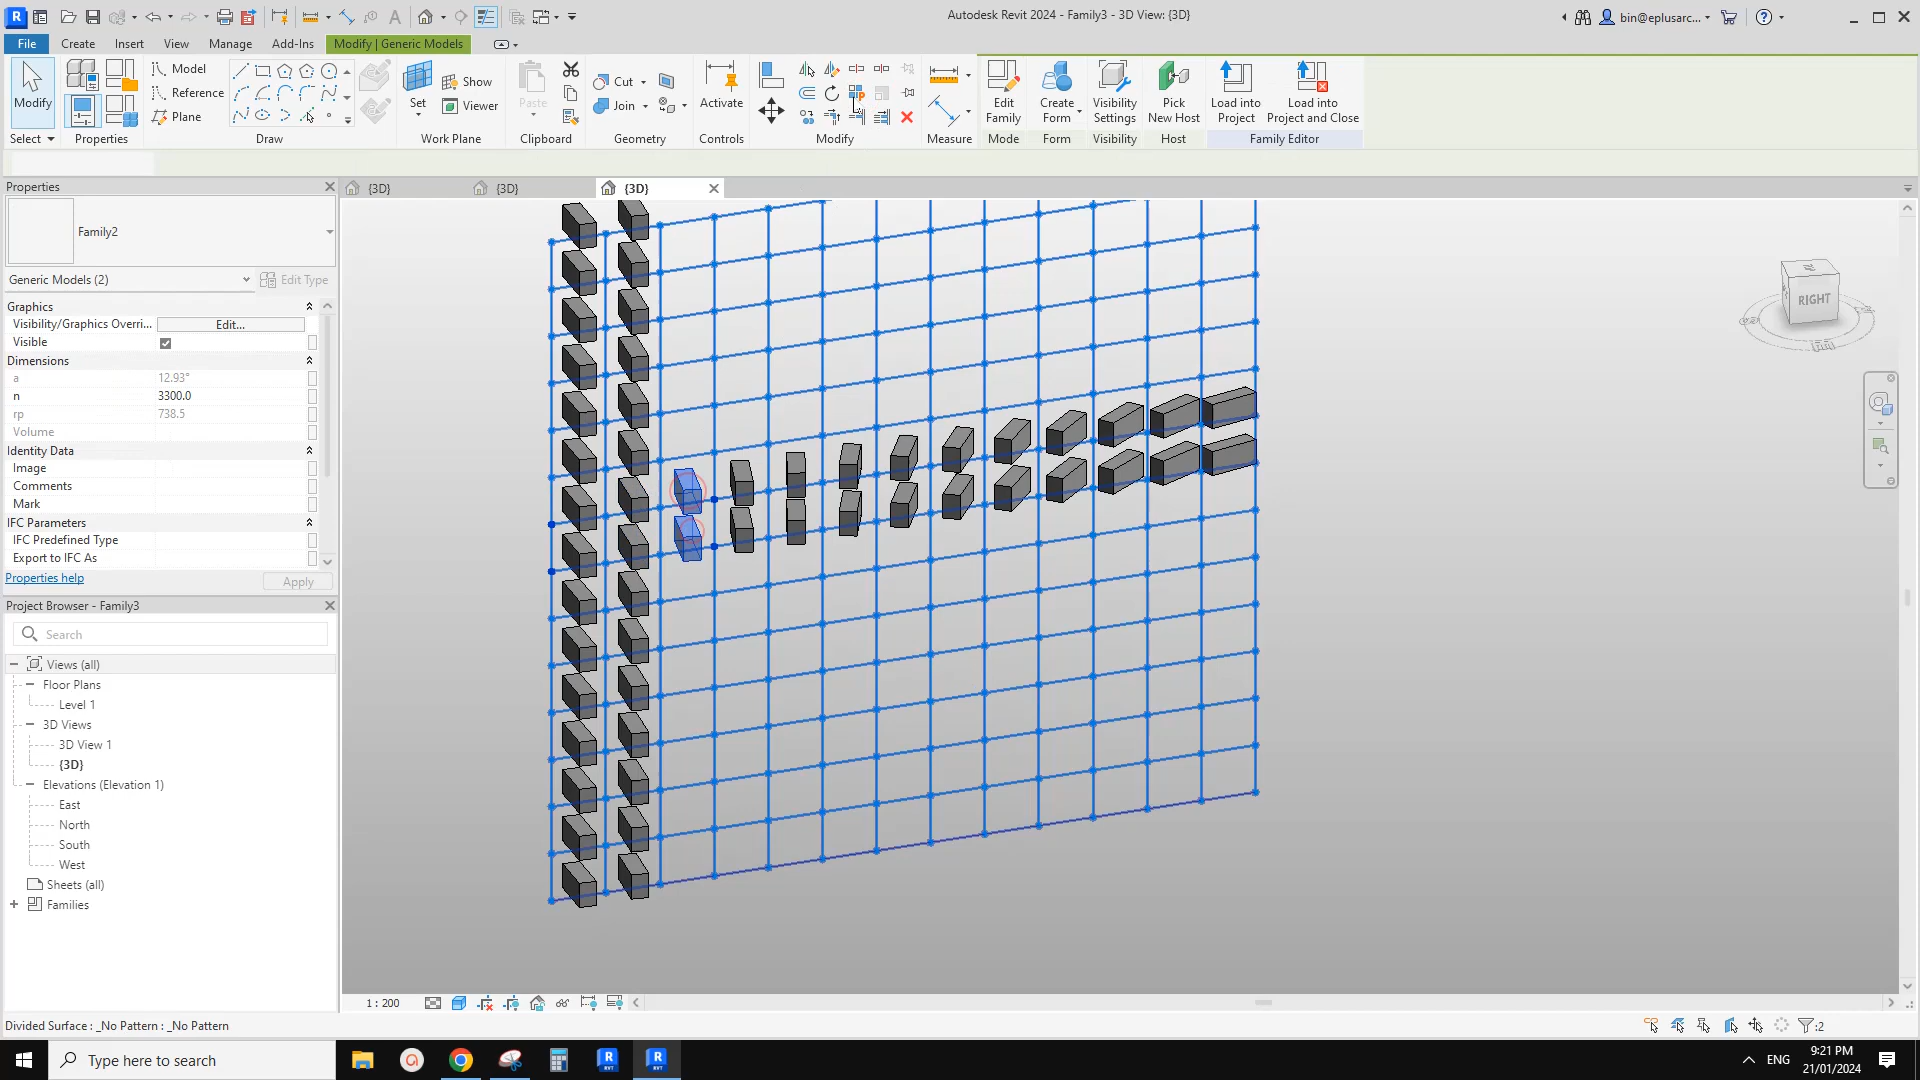 Autodesk Revit 2024 - Family3 - 3D View: {3D}
bin@eplusarc...
File
Create
Insert
View
Manage
Add-Ins
Modify | Generic Models
Modify
Select
Properties
Model
Reference
Plane
Draw
Set
Show
Viewer
Work Plane
Paste
Clipboard
Cut
Join
Geometry
Activate
Controls
Modify
Measure
Edit
Family
Mode
Create
Form
Form
Visibility
Settings
Visibility
Pick
New Host
Host
Load into
Project
Load into
Project and Close
Family Editor
Properties
Family2
Generic Models (2)
Edit Type
Graphics
Visibility/Graphics Overri...
Edit...
Visible
Dimensions
a
12.93°
n
3300.0
rp
738.5
Volume
Identity Data
Image
Comments
Mark
IFC Parameters
IFC Predefined Type
Export to IFC As
Properties help
Apply
Project Browser - Family3
Search
Views (all)
Floor Plans
Level 1
3D Views
3D View 1
{3D}
Elevations (Elevation 1)
East
North
South
West
Sheets (all)
Families
{3D}
{3D}
{3D}
RIGHT
1 : 200
Divided Surface : _No Pattern : _No Pattern
:2
Type here to search
ENG
9:21 PM
21/01/2024